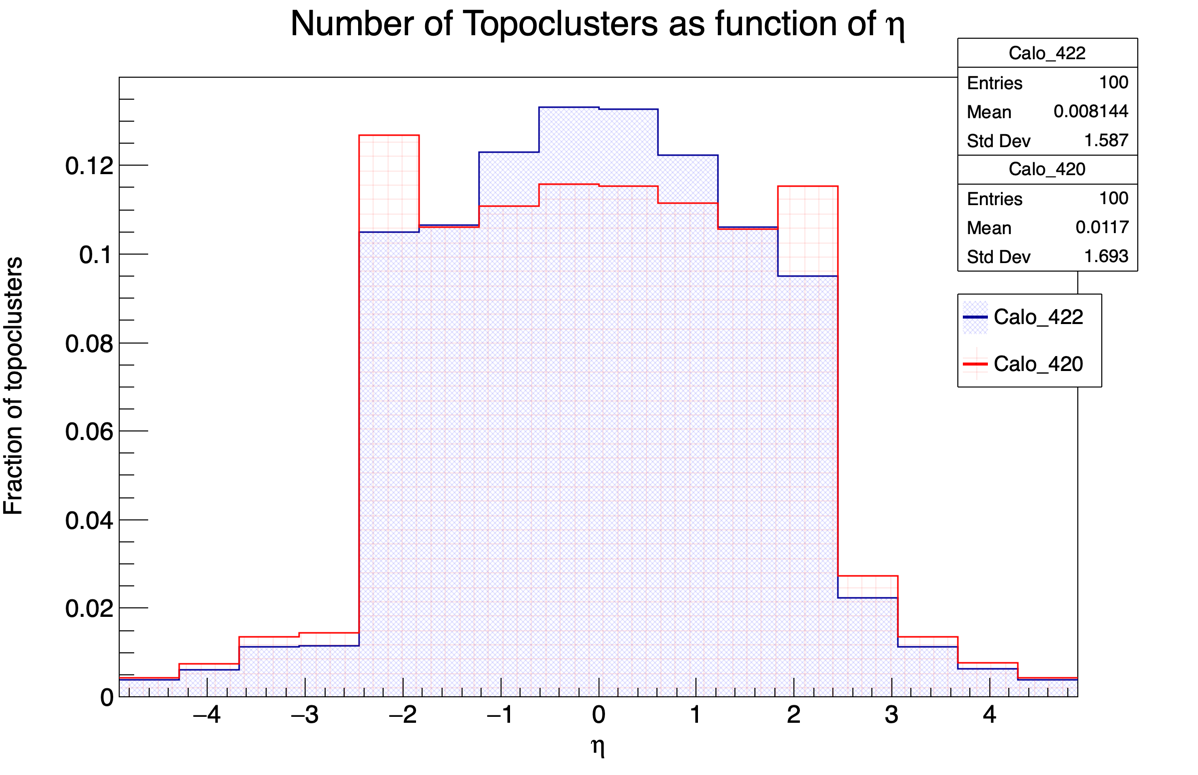 Number of Topoclusters as function of η
Calo_422
Entries 100
Mean 0.008144
Std Dev 1.587
Calo_420
Entries 100
Mean 0.0117
Std Dev 1.693
Calo_422
Calo_420
Fraction of topoclusters
0.12
0.1
0.08
0.06
0.04
0.02
0
−4 −3 −2 −1 0 1 2 3 4
η